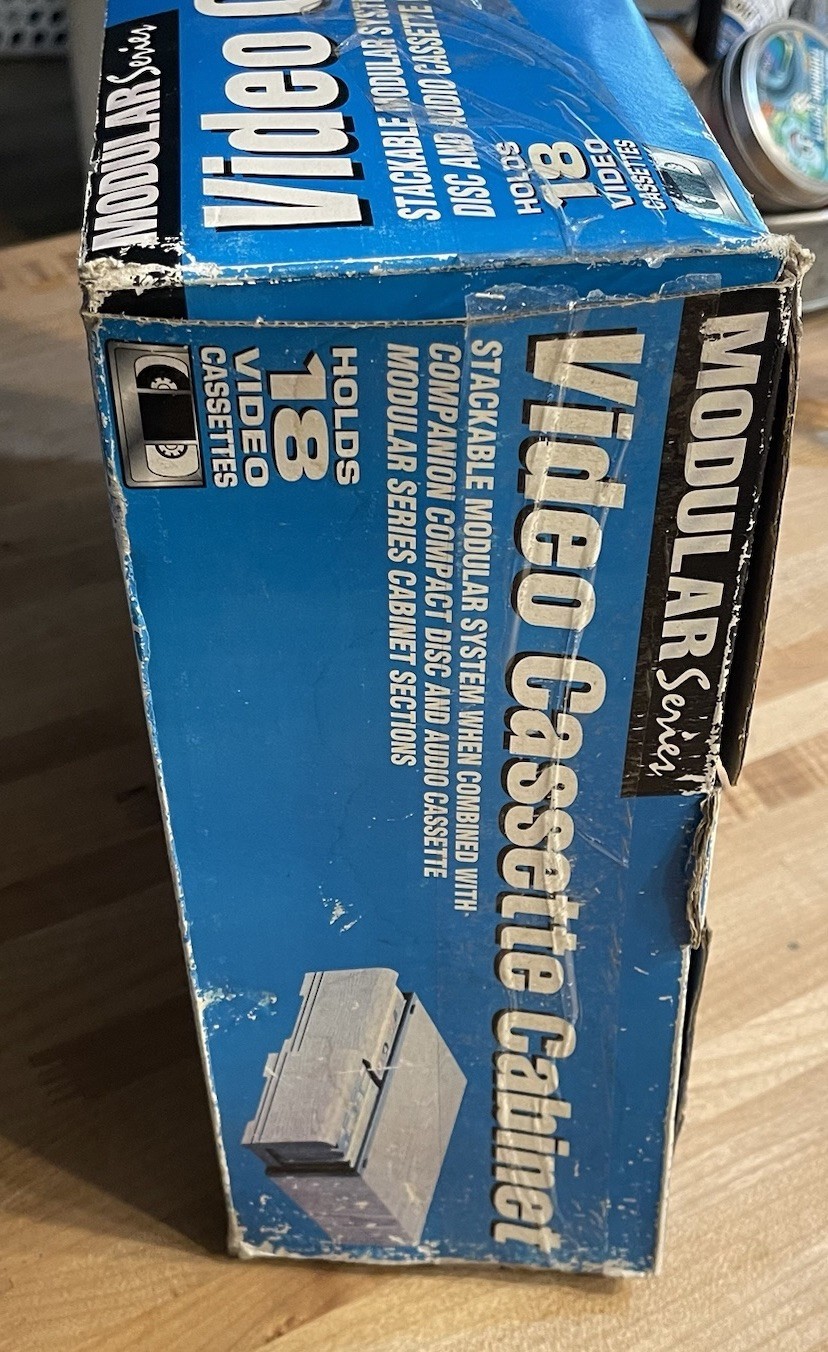 MODULAR Series
Video C
STACKABLE MODULAR SYST
DISC AND AUDIO CASSETTE
HOLDS
18
VIDEO
CASSETTES
MODULAR Series
Video Cassette Cabinet
STACKABLE MODULAR SYSTEM WHEN COMBINED WITH
COMPANION COMPACT DISC AND AUDIO CASSETTE
MODULAR SERIES CABINET SECTIONS
HOLDS
18
VIDEO
CASSETTES